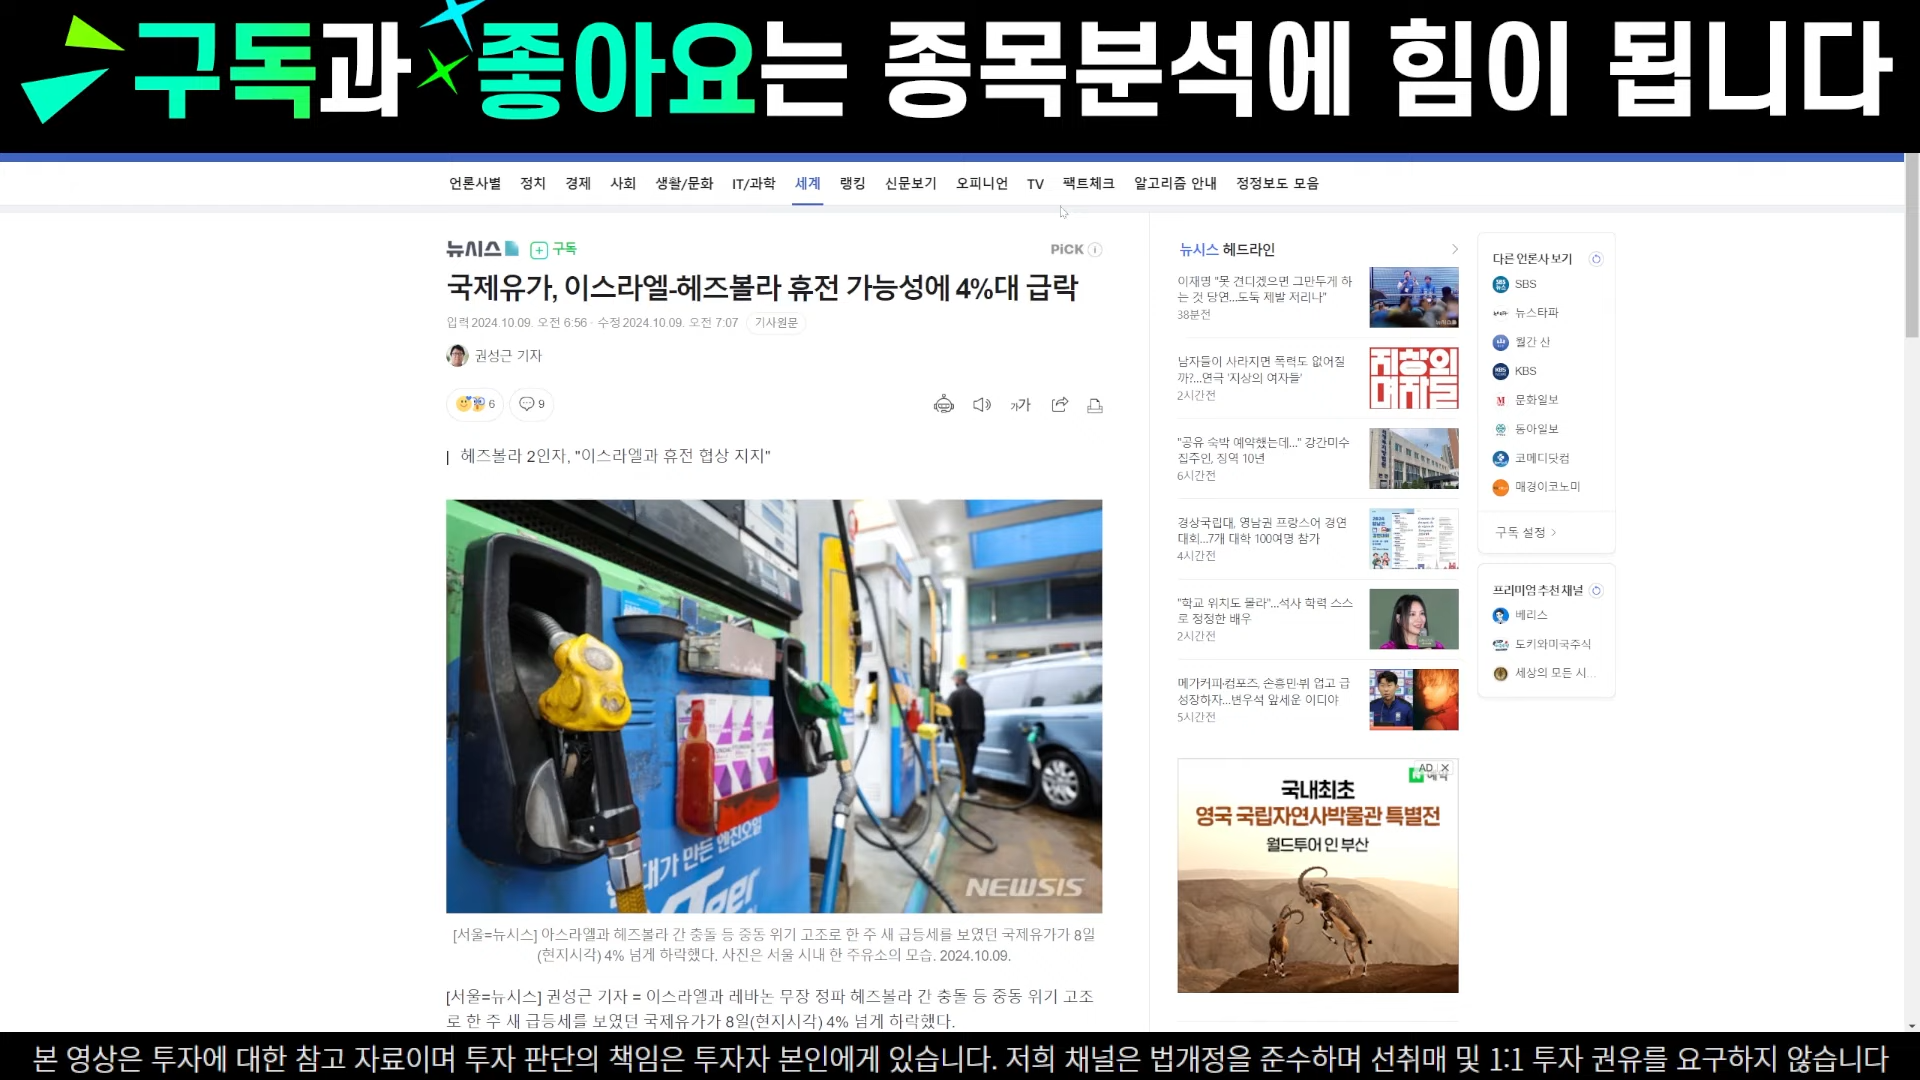 구독과 좋아요는 종목분석에 힘이 됩니다
언론사별 정치 경제 사회 생활/문화 IT/과학 세계 랭킹 신문보기 오피니언 TV 팩트체크 알고리즘 안내 정정보도 모음
뉴시스 구독 PiCK
국제유가, 이스라엘-헤즈볼라 휴전 가능성에 4%대 급락
입력 2024.10.09. 오전 6:56 · 수정 2024.10.09. 오전 7:07 기사원문
권성근 기자
6 9 가가
헤즈볼라 2인자, "이스라엘과 휴전 협상 지지"
대가 만든 엔진오일
NEWSIS
[서울=뉴시스] 아스라엘과 헤즈볼라 간 충돌 등 중동 위기 고조로 한 주 새 급등세를 보였던 국제유가가 8일
(현지시각) 4% 넘게 하락했다. 사진은 서울 시내 한 주유소의 모습. 2024.10.09.
[서울=뉴시스] 권성근 기자 = 이스라엘과 레바논 무장 정파 헤즈볼라 간 충돌 등 중동 위기 고조
로 한 주 새 급등세를 보였던 국제유가가 8일(현지시각) 4% 넘게 하락했다.
뉴시스 헤드라인
이재명 "못 견디겠으면 그만두게 하
는 것 당연…도둑 제발 저리나"
38분전
남자들이 사라지면 폭력도 없어질
까?…연극 '지상의 여자들'
2시간전
지상의
여자들
"공유 숙박 예약했는데…" 강간미수
집주인, 징역 10년
6시간전
경상국립대, 영남권 프랑스어 경연
대회…7개 대학 100여명 참가
4시간전
"학교 위치도 몰라"…석사 학력 스스
로 정정한 배우
2시간전
메가커피·컴포즈, 손흥민·뷔 업고 급
성장하자…변우석 앞세운 이디야
5시간전
AD
국내최초
영국 국립자연사박물관 특별전
월드투어 인 부산
다른 언론사 보기
SBS
뉴스타파
월간 산
KBS
문화일보
동아일보
코메디닷컴
매경이코노미
구독 설정
프리미엄 추천 채널
베리스
도키와미국주식
세상의 모든 시...
본 영상은 투자에 대한 참고 자료이며 투자 판단의 책임은 투자자 본인에게 있습니다. 저희 채널은 법개정을 준수하며 선취매 및 1:1 투자 권유를 요구하지 않습니다